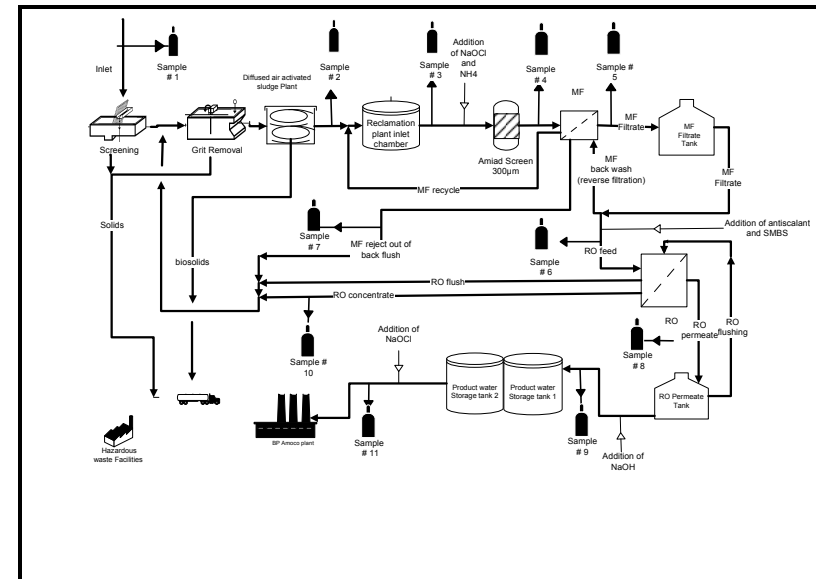 Inlet
Sample
# 1
Diffused air activated
sludge Plant
Sample
# 2
Sample
# 3
Addition
of NaOCl
and
NH4
Sample
# 4
MF
Sample #
5
Screening
Grit Removal
Reclamation
plant inlet
chamber
Amiad Screen
300µm
MF
Filtrate
MF
Filtrate
Tank
MF recycle
MF
back wash
(reverse filtration)
MF
Filtrate
Solids
biosolids
Sample
# 7
MF reject out of
back flush
Sample
# 6
RO feed
Addition of antiscalant
and SMBS
RO flush
RO concentrate
RO
RO
permeate
RO
flushing
Sample #
10
Addition of
NaOCl
Sample
# 8
Product water
Storage tank 2
Product water
Storage tank 1
RO Permeate
Tank
BP Amoco plant
Sample
# 11
Sample
# 9
Addition of
NaOH
Hazardous
waste Facilities